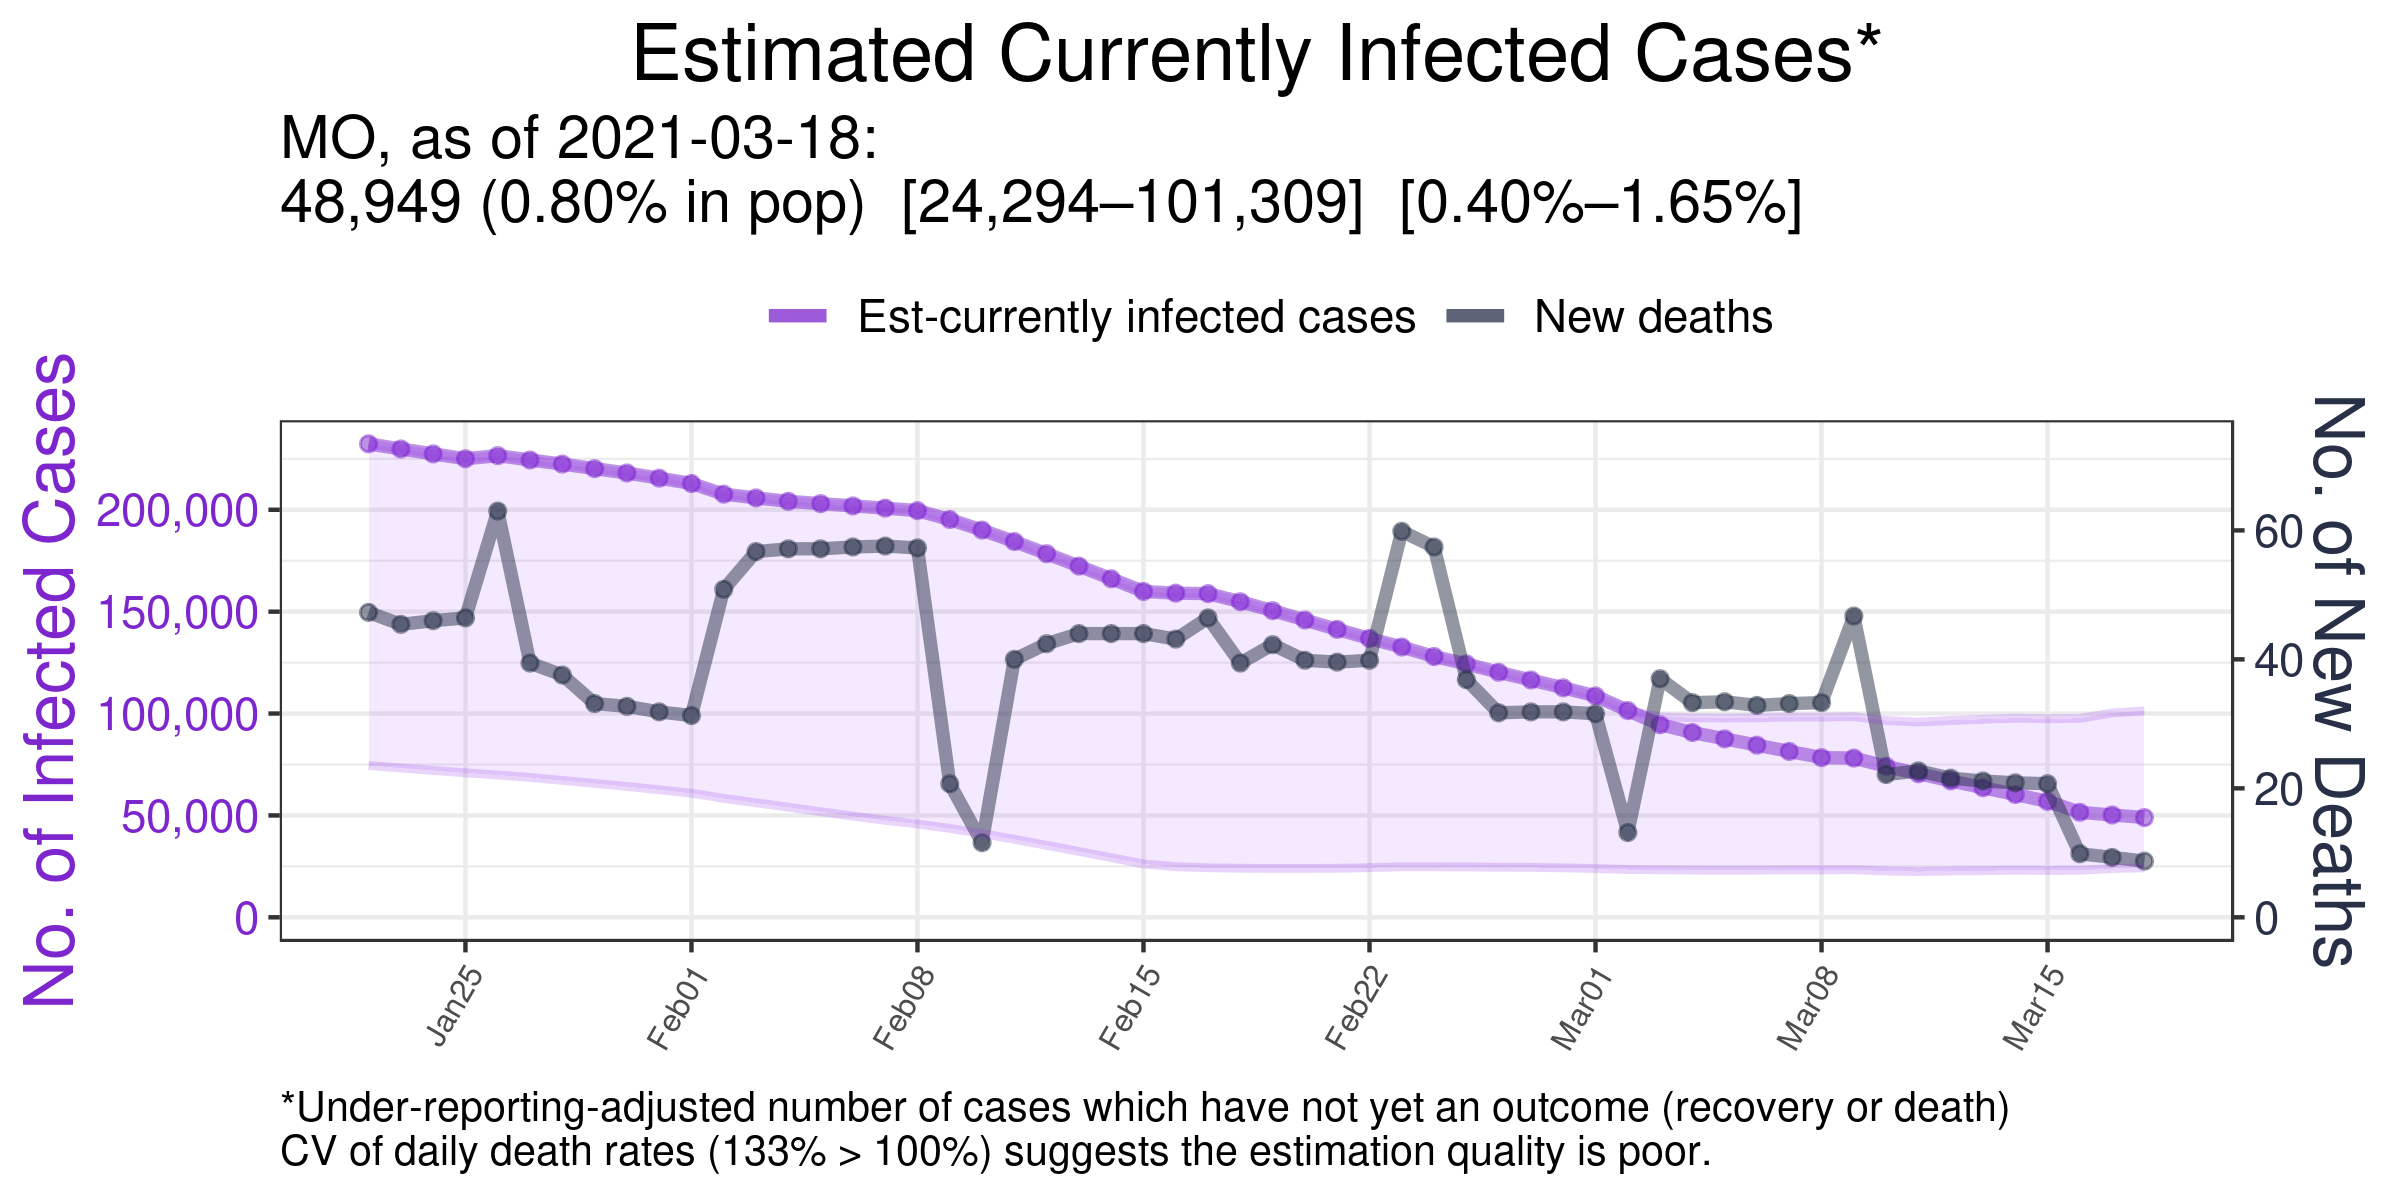 Estimated Currently Infected Cases*
MO, as of 2021-03-18:
48,949 (0.80% in pop)  [24,294–101,309]  [0.40%–1.65%]
Est-currently infected cases
New deaths
No. of Infected Cases
200,000
150,000
100,000
50,000
0
No. of New Deaths
60
40
20
0
Jan25
Feb01
Feb08
Feb15
Feb22
Mar01
Mar08
Mar15
*Under-reporting-adjusted number of cases which have not yet an outcome (recovery or death)
CV of daily death rates (133% > 100%) suggests the estimation quality is poor.